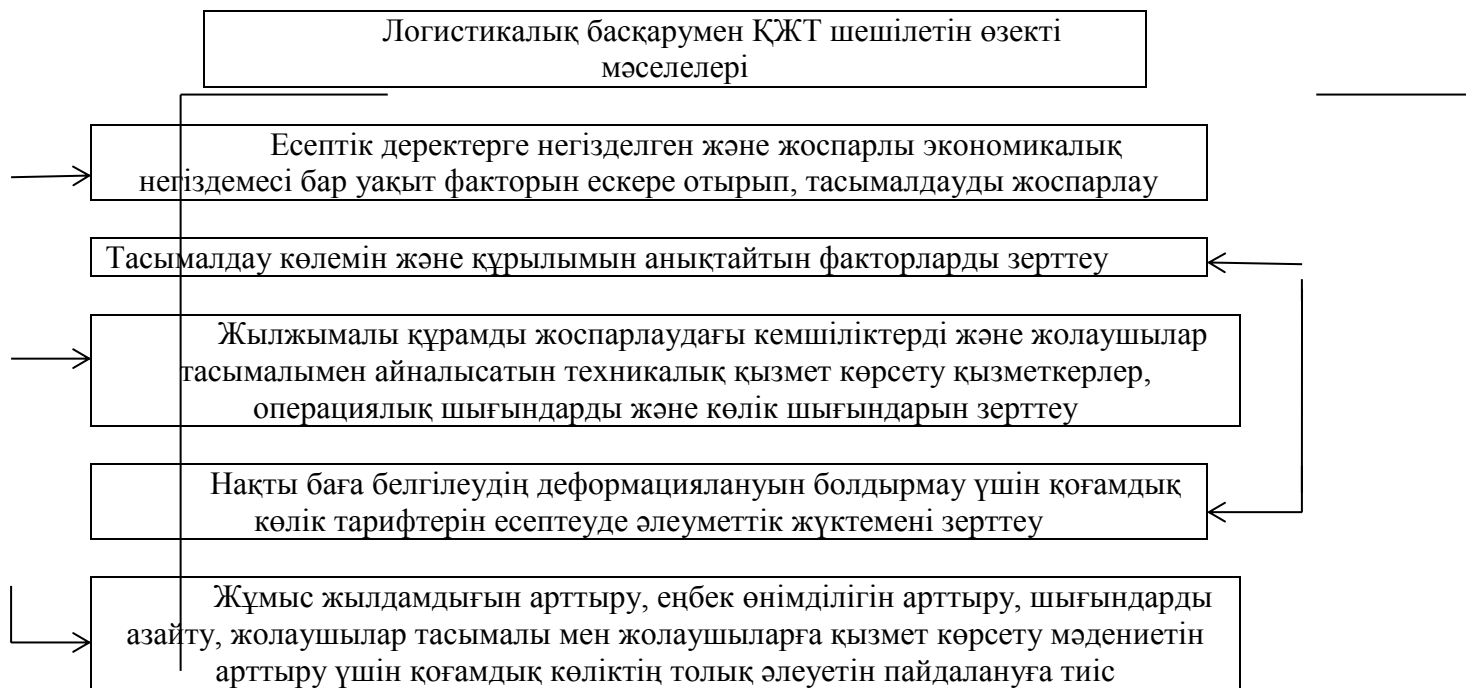 Логистикалық басқарумен ҚЖТ шешілетін өзекті
мәселелері
Есептік деректерге негізделген және жоспарлы экономикалық
негіздемесі бар уақыт факторын ескере отырып, тасымалдауды жоспарлау
Тасымалдау көлемін және құрылымын анықтайтын факторларды зерттеу
Жылжымалы құрамды жоспарлаудағы кемшіліктерді және жолаушылар
тасымалымен айналысатын техникалық қызмет көрсету қызметкерлер,
операциялық шығындарды және көлік шығындарын зерттеу
Нақты баға белгілеудің деформациялануын болдырмау үшін қоғамдық
көлік тарифтерін есептеуде әлеуметтік жүктемені зерттеу
Жұмыс жылдамдығын арттыру, еңбек өнімділігін арттыру, шығындарды
азайту, жолаушылар тасымалы мен жолаушыларға қызмет көрсету мәдениетін
арттыру үшін қоғамдық көліктің толық әлеуетін пайдалануға тиіс